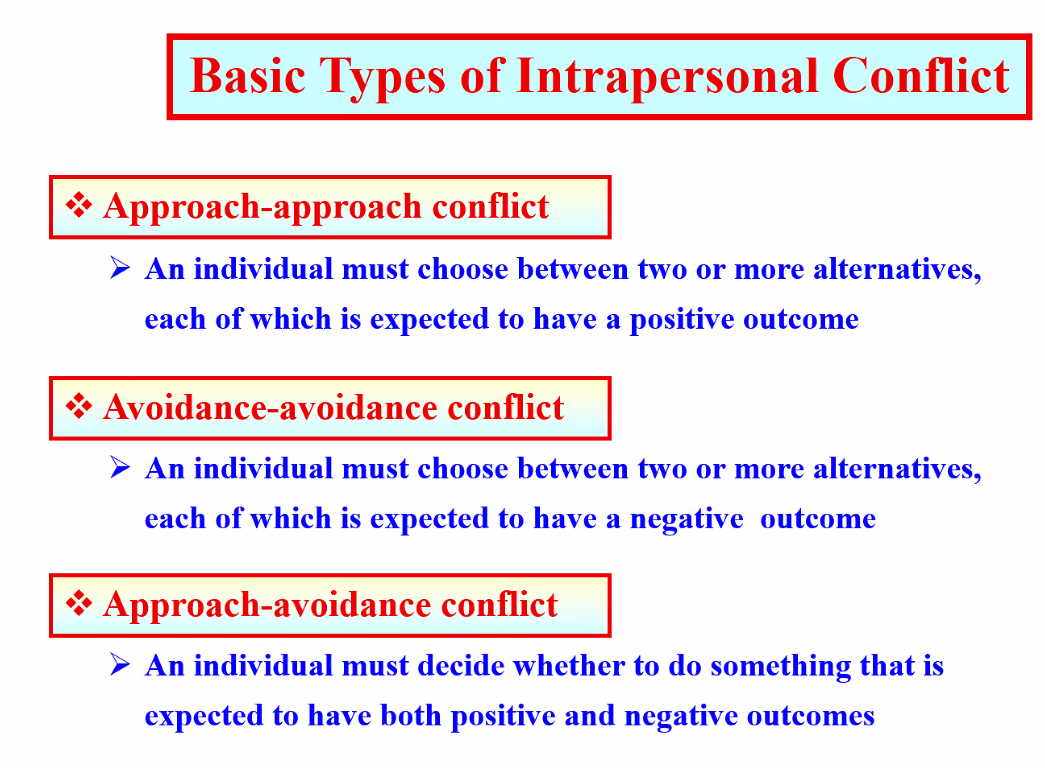 Basic Types of Intrapersonal Conflict
❖ Approach-approach conflict
➢ An individual must choose between two or more alternatives,
each of which is expected to have a positive outcome
❖ Avoidance-avoidance conflict
➢ An individual must choose between two or more alternatives,
each of which is expected to have a negative  outcome
❖ Approach-avoidance conflict
➢ An individual must decide whether to do something that is
expected to have both positive and negative outcomes